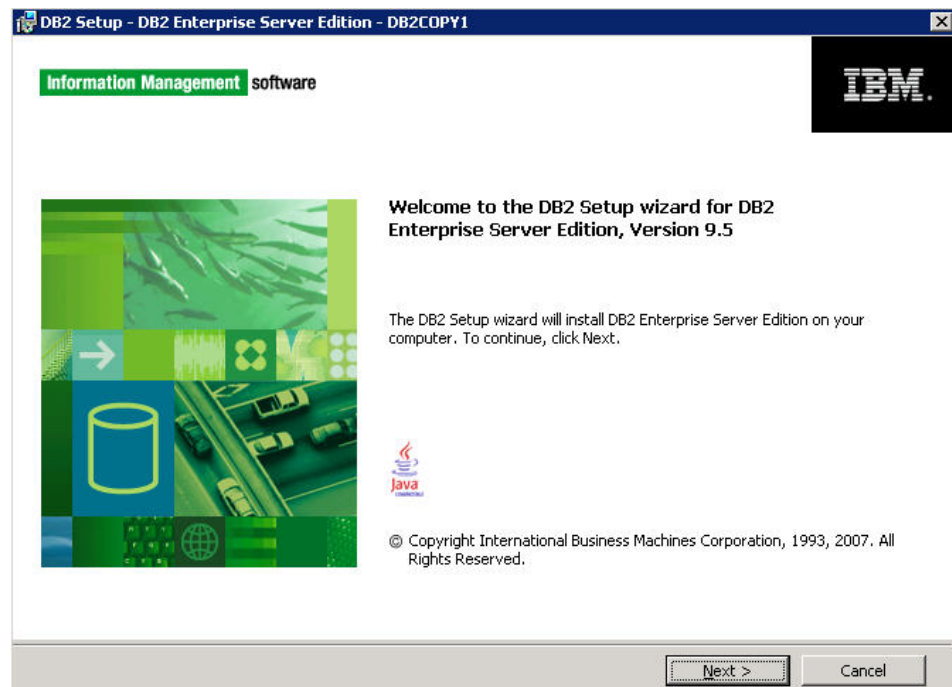 DB2 Setup - DB2 Enterprise Server Edition - DB2COPY1
Information Management software
IBM.
Welcome to the DB2 Setup wizard for DB2
Enterprise Server Edition, Version 9.5
The DB2 Setup wizard will install DB2 Enterprise Server Edition on your
computer. To continue, click Next.
Java
© Copyright International Business Machines Corporation, 1993, 2007. All
Rights Reserved.
Next >
Cancel